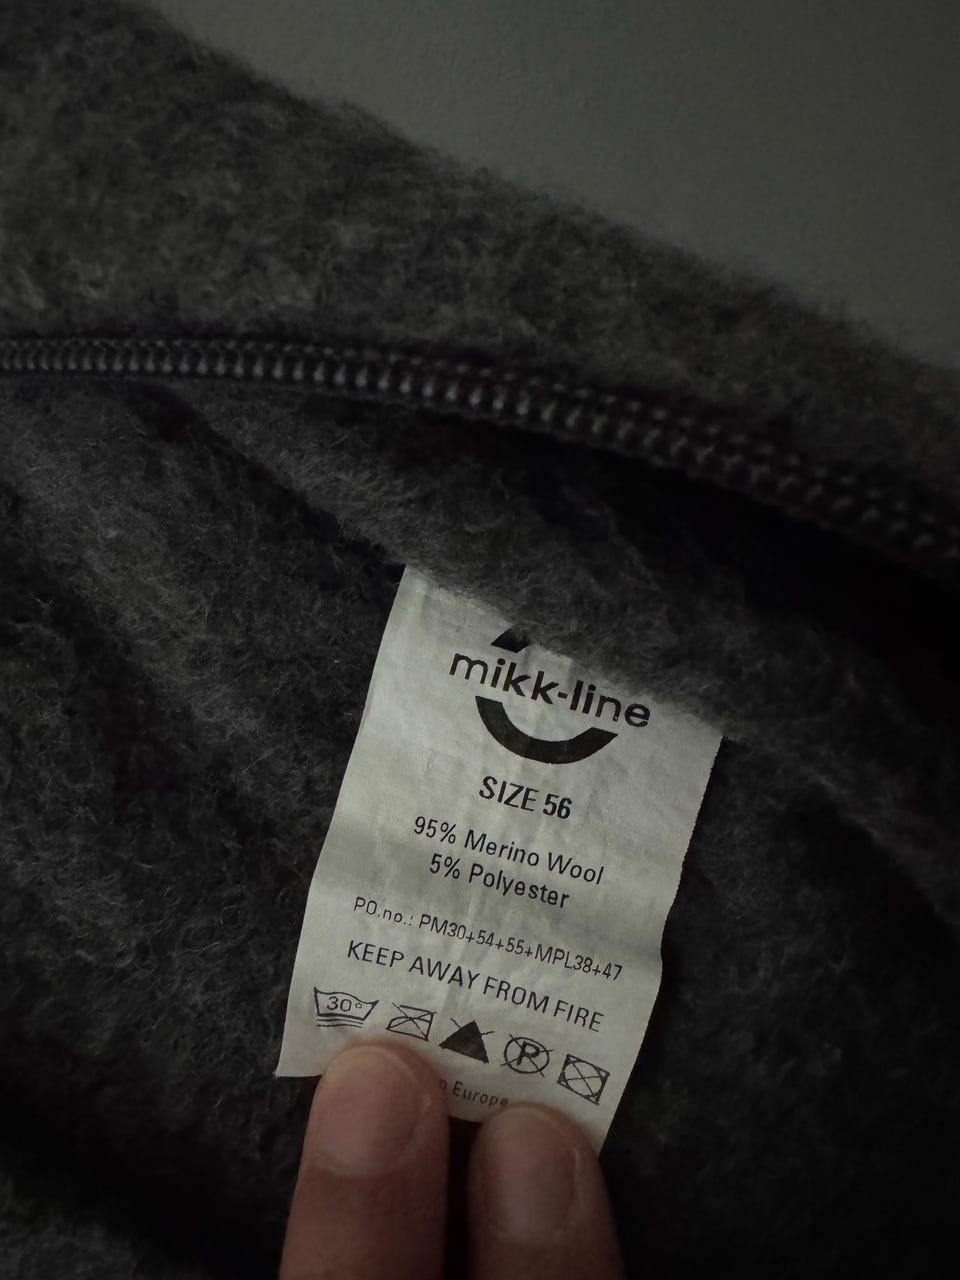 mikk-line
SIZE 56
95% Merino Wool
5% Polyester
PO.no.: PM30+54+55+MPL38+47
KEEP AWAY FROM FIRE
30°
P
Europe